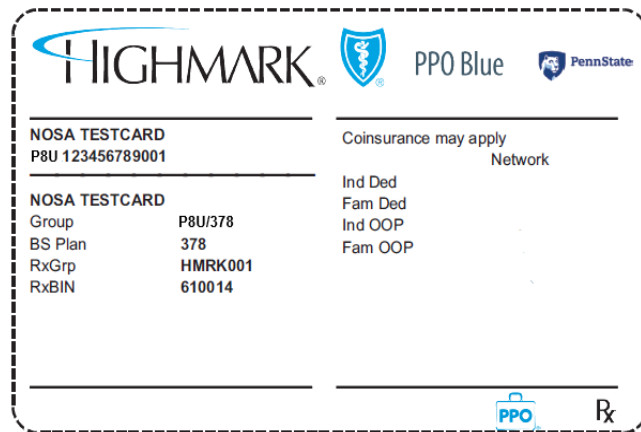 HIGHMARK®
PPO Blue
PennState
NOSA TESTCARD
P8U 123456789001
NOSA TESTCARD
Group P8U/378
BS Plan 378
RxGrp HMRK001
RxBIN 610014
Coinsurance may apply
Network
Ind Ded
Fam Ded
Ind OOP
Fam OOP
PPO
Rx